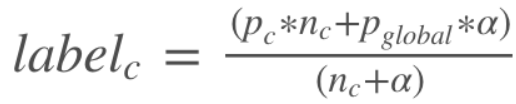 label_c = (p_c*n_c+p_global*α) / (n_c+α)